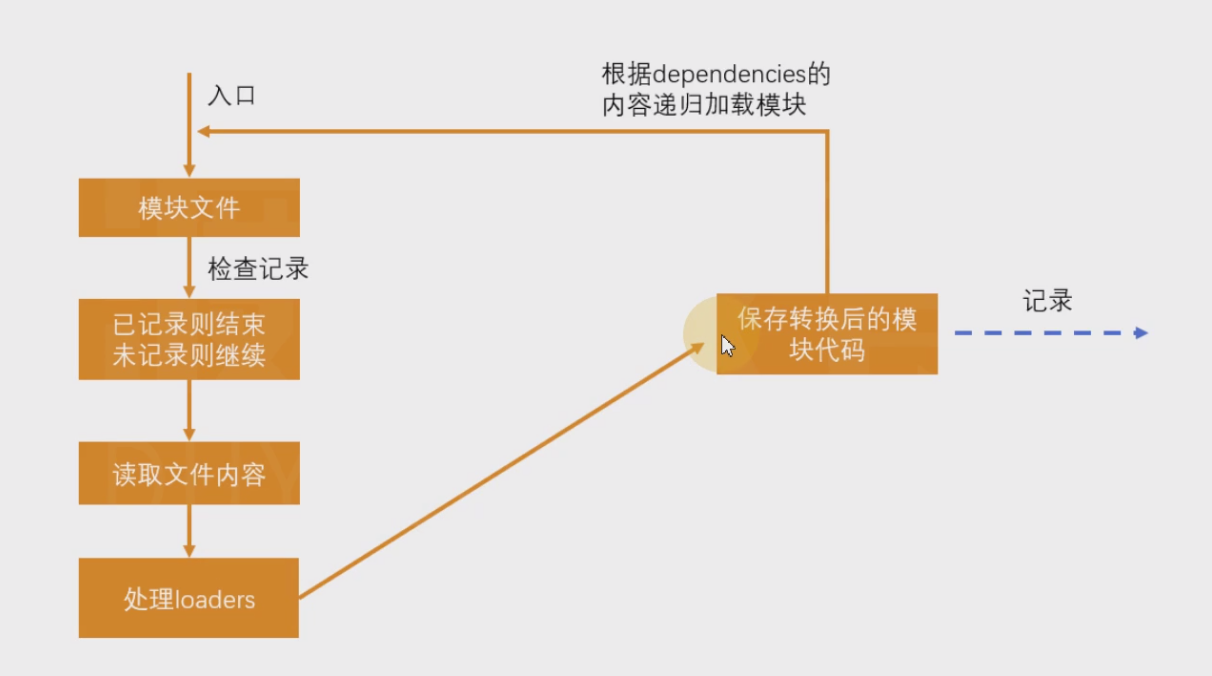 入口
根据dependencies的
内容递归加载模块
模块文件
检查记录
已记录则结束
未记录则继续
读取文件内容
处理loaders
保存转换后的模
块代码
记录